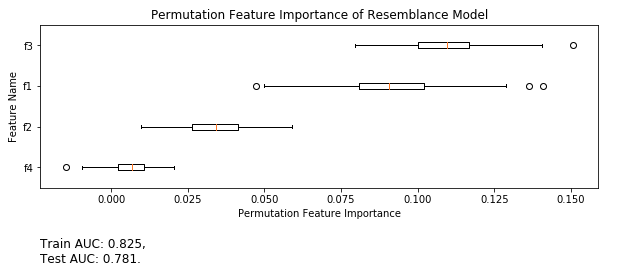 Permutation Feature Importance of Resemblance Model
f3
f1
f2
f4
Feature Name
0.000 0.025 0.050 0.075 0.100 0.125 0.150
Permutation Feature Importance
Train AUC: 0.825,
Test AUC: 0.781.